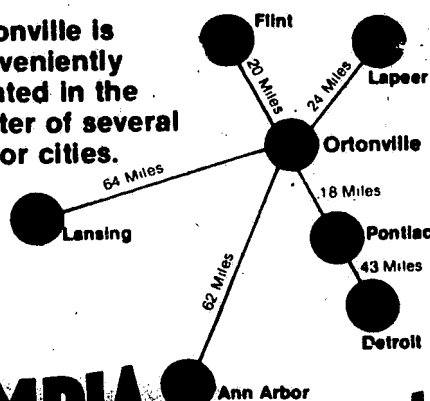 onville is
veniently
ated in the
ter of several
or cities.
Flint
Lapeer
20 Miles
24 Miles
Ortonville
64 Miles
Lansing
18 Miles
Pontiac
43 Miles
62 Miles
Detroit
Ann Arbor